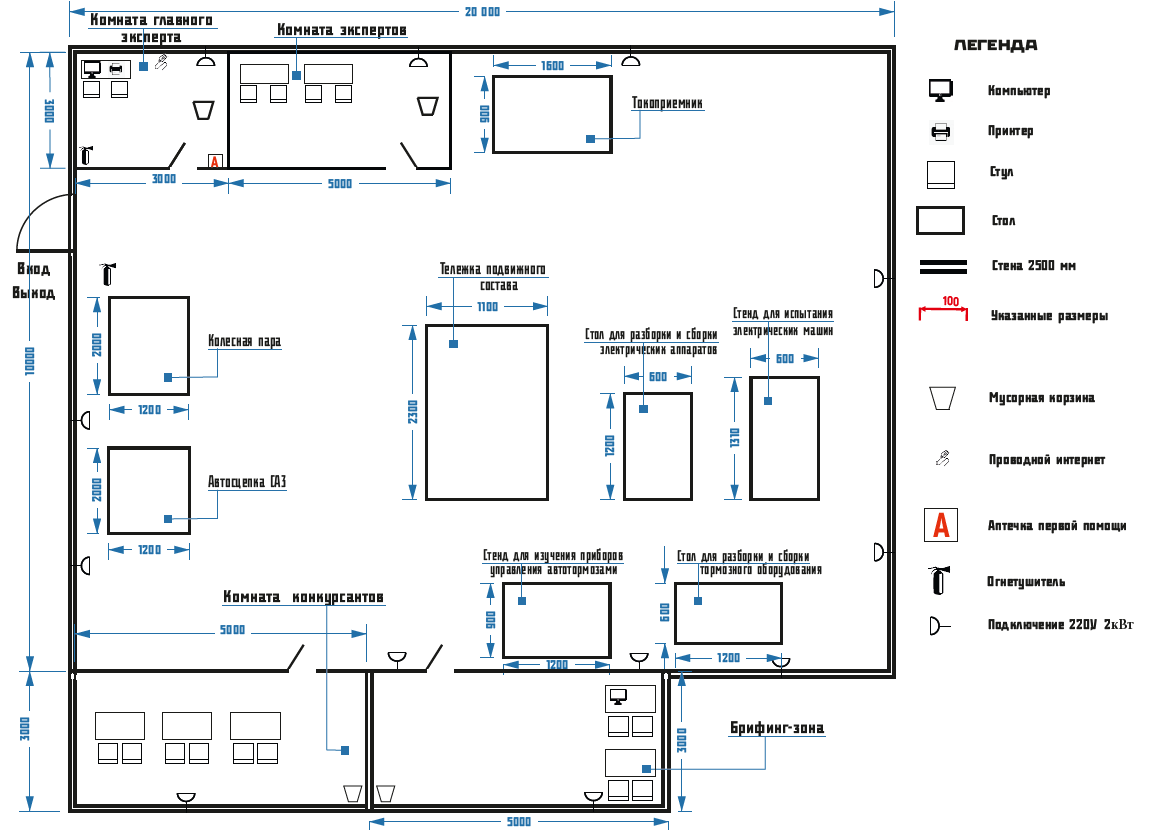 20 000
Комната главного
эксперта
Комната экспертов
ЛЕГЕНДА
1600
900
Токоприемник
3000
А
3000
5000
Вход
Выход
10000
Тележка подвижного
состава
1100
2300
Колесная пара
2000
1200
Автосцепка СА3
2000
1200
Стол для разборки и сборки
электрических аппаратов
600
1200
Стенд для испытания
электрических машин
600
1310
Стенд для изучения приборов
управления автотормозами
900
1200
Стол для разборки и сборки
тормозного оборудования
600
1200
Комната конкурсантов
5000
3000
Брифинг-зона
3000
5000
Компьютер
Принтер
Стул
Стол
Стена 2500 мм
100
Указанные размеры
Мусорная корзина
Проводной интернет
А
Аптечка первой помощи
Огнетушитель
Подключение 220V 2кВт